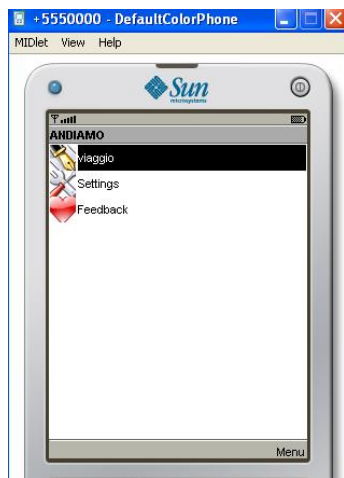 +5550000 - DefaultColorPhone
MIDlet View Help
Sun
microsystems
ANDIAMO
viaggio
Settings
Feedback
Menu